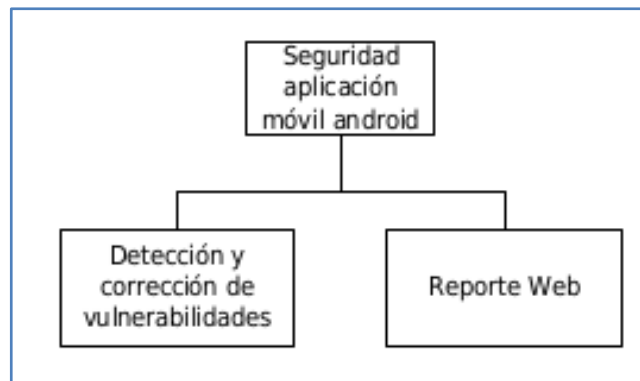 Seguridad
aplicación
móvil android
Detección y
corrección de
vulnerabilidades
Reporte Web